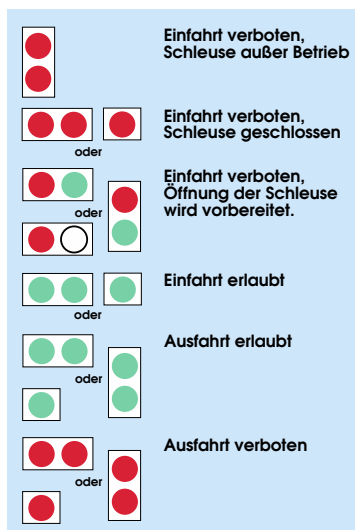 Einfahrt verboten,
Schleuse außer Betrieb
Einfahrt verboten,
Schleuse geschlossen
oder
Einfahrt verboten,
Öffnung der Schleuse
wird vorbereitet.
oder
Einfahrt erlaubt
oder
Ausfahrt erlaubt
oder
Ausfahrt verboten
oder